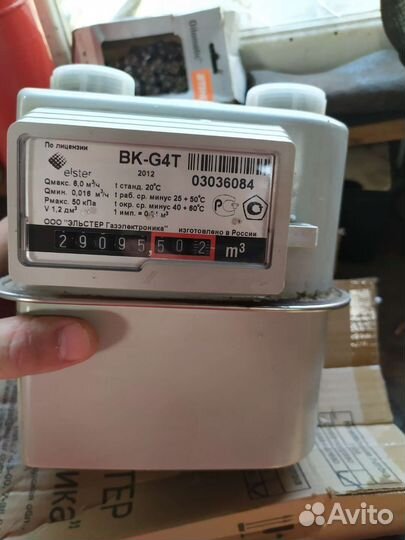 По лицензии
elster
BK-G4T
2012
03036084
Qмакс. 6,0 м³/ч
Qмин. 0,016 м³/ч
Pмакс. 50 кПа
V 1,2 дм³
t станд. 20°C
t раб. ср. минус 25 + 50°C
t окр. ср. минус 40 + 60°C
1 имп. = 0,01 м³
ООО "ЭЛЬСТЕР Газэлектроника"
изготовлено в России
29095,502 m³
Avito